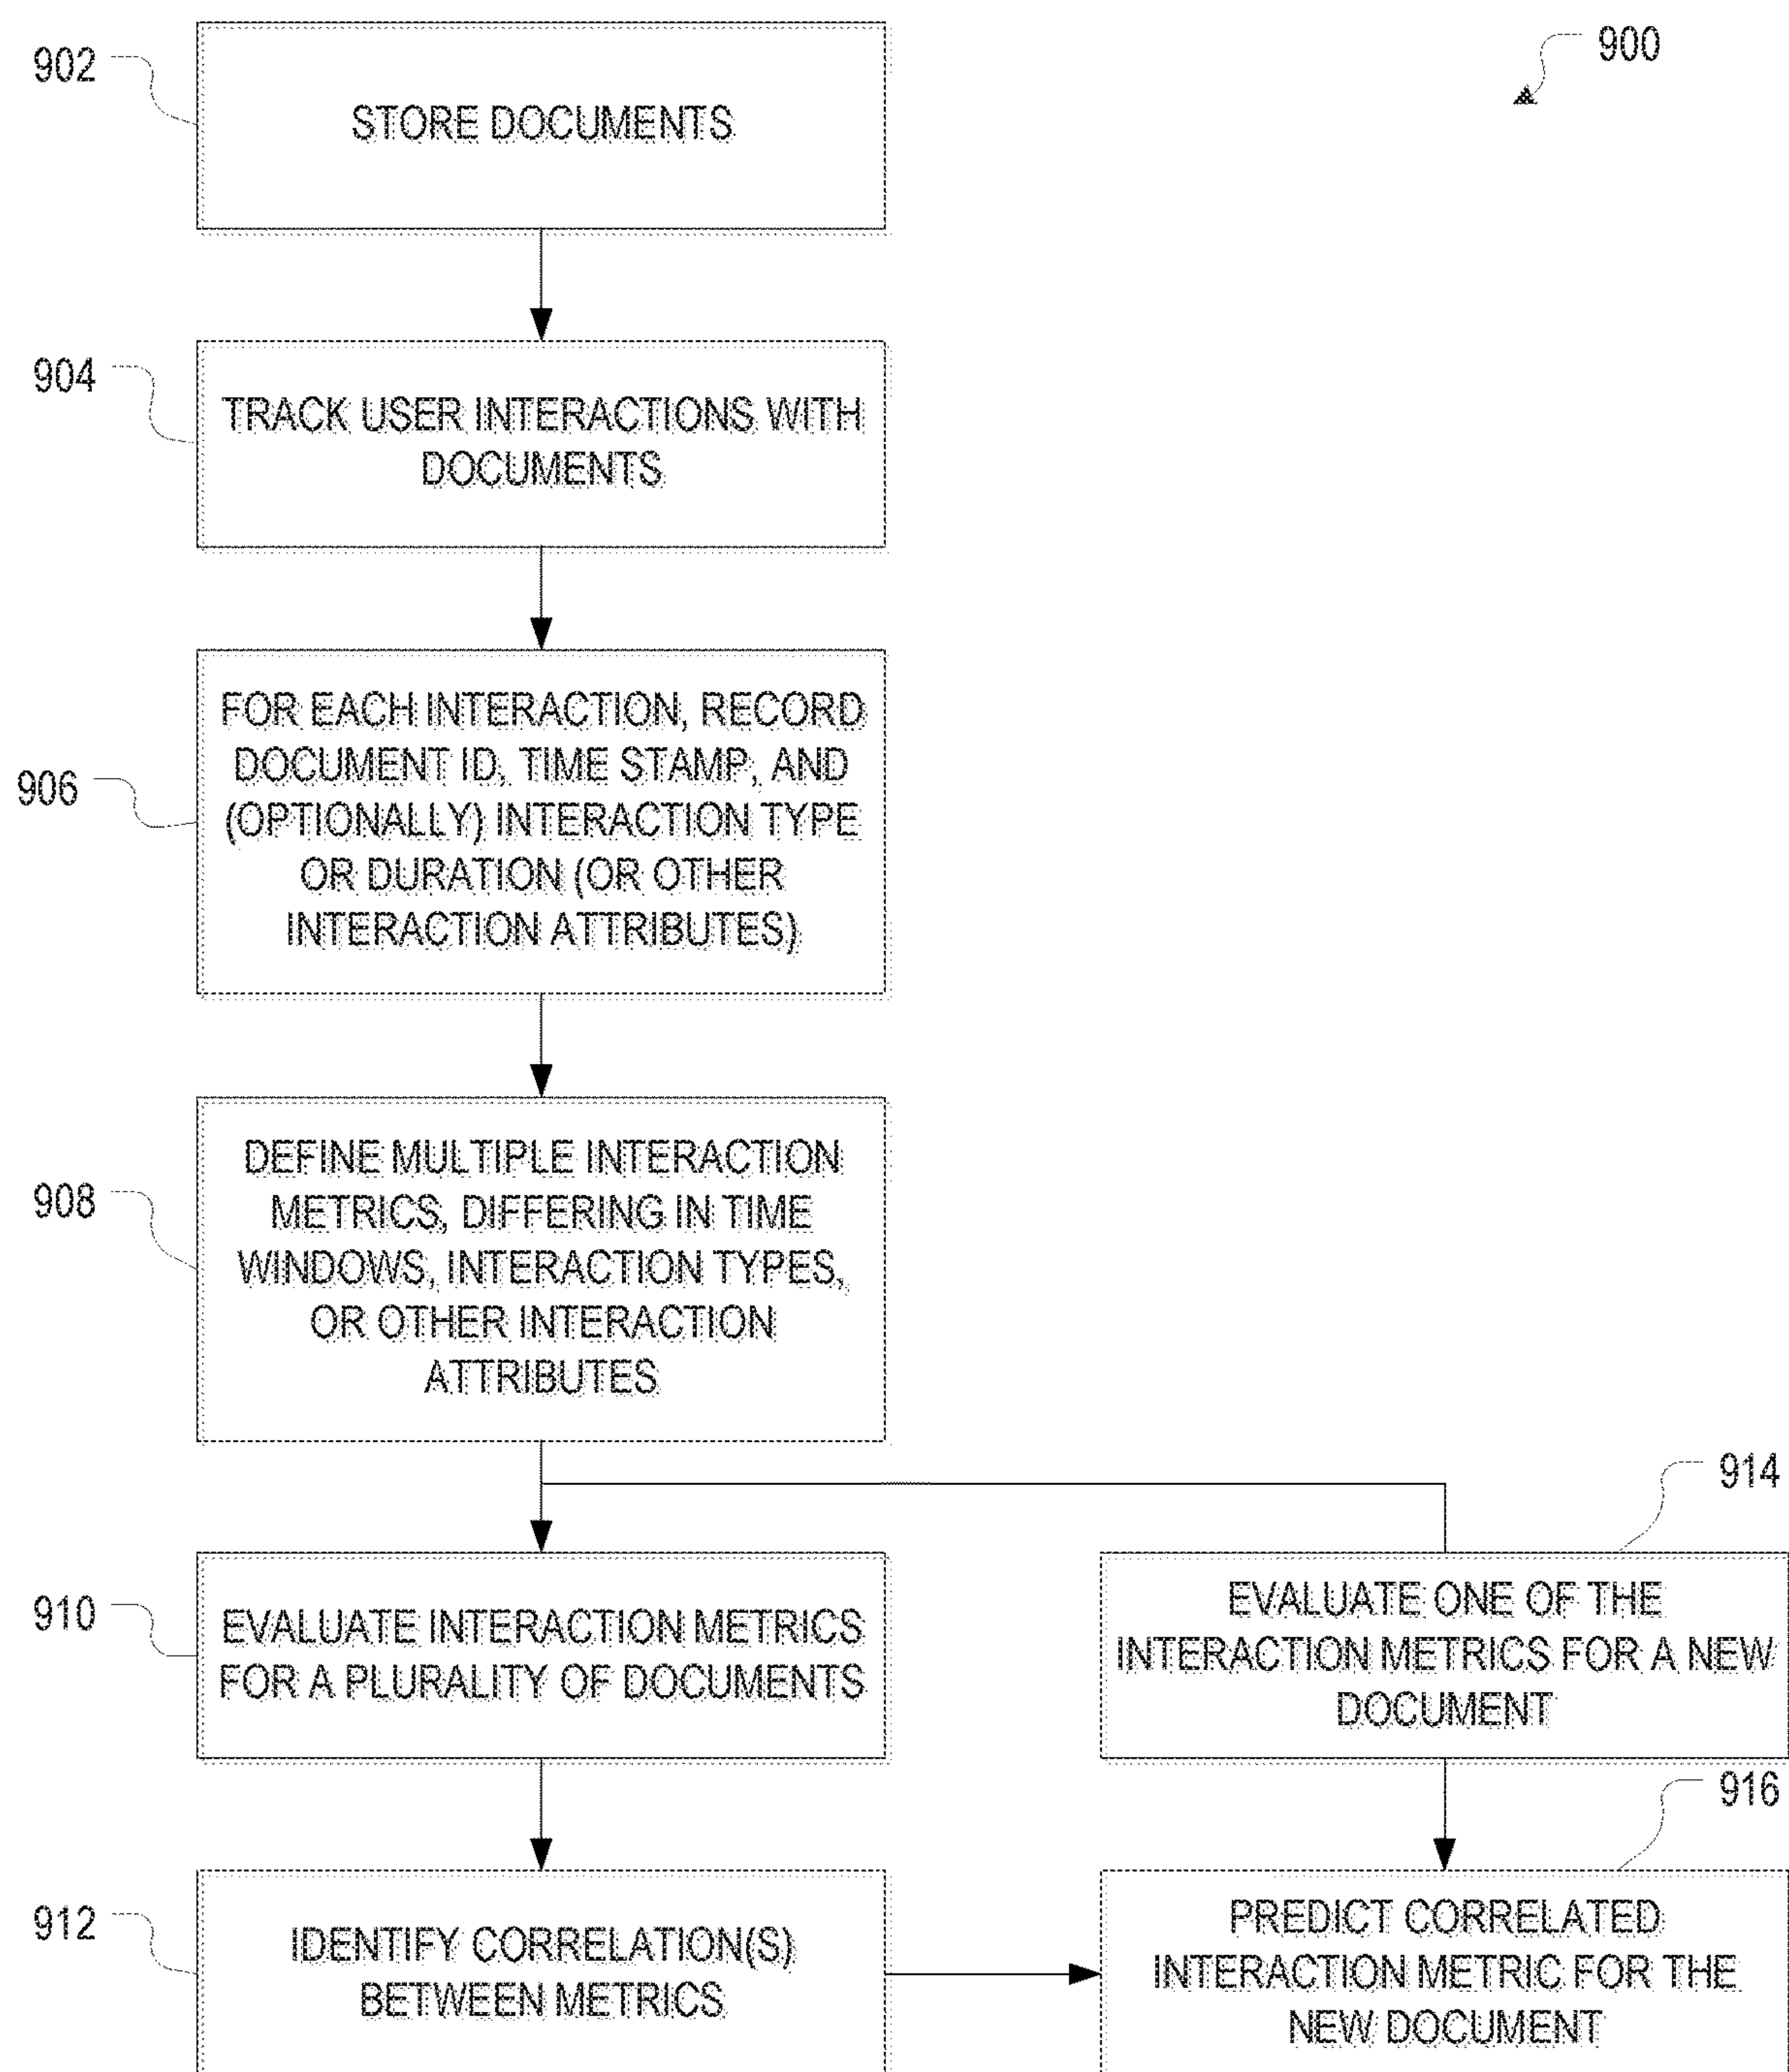 900
902
STORE DOCUMENTS
904
TRACK USER INTERACTIONS WITH
DOCUMENTS
906
FOR EACH INTERACTION, RECORD
DOCUMENT ID, TIME STAMP, AND
(OPTIONALLY) INTERACTION TYPE
OR DURATION (OR OTHER
INTERACTION ATTRIBUTES)
908
DEFINE MULTIPLE INTERACTION
METRICS, DIFFERING IN TIME
WINDOWS, INTERACTION TYPES,
OR OTHER INTERACTION
ATTRIBUTES
910
EVALUATE INTERACTION METRICS
FOR A PLURALITY OF DOCUMENTS
914
EVALUATE ONE OF THE
INTERACTION METRICS FOR A NEW
DOCUMENT
912
IDENTIFY CORRELATION(S)
BETWEEN METRICS
916
PREDICT CORRELATED
INTERACTION METRIC FOR THE
NEW DOCUMENT